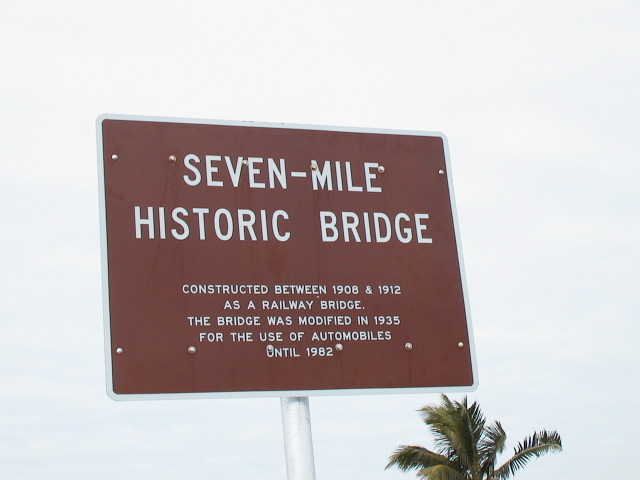 SEVEN-MILE
HISTORIC BRIDGE
CONSTRUCTED BETWEEN 1908 & 1912
AS A RAILWAY BRIDGE.
THE BRIDGE WAS MODIFIED IN 1935
FOR THE USE OF AUTOMOBILES
UNTIL 1982